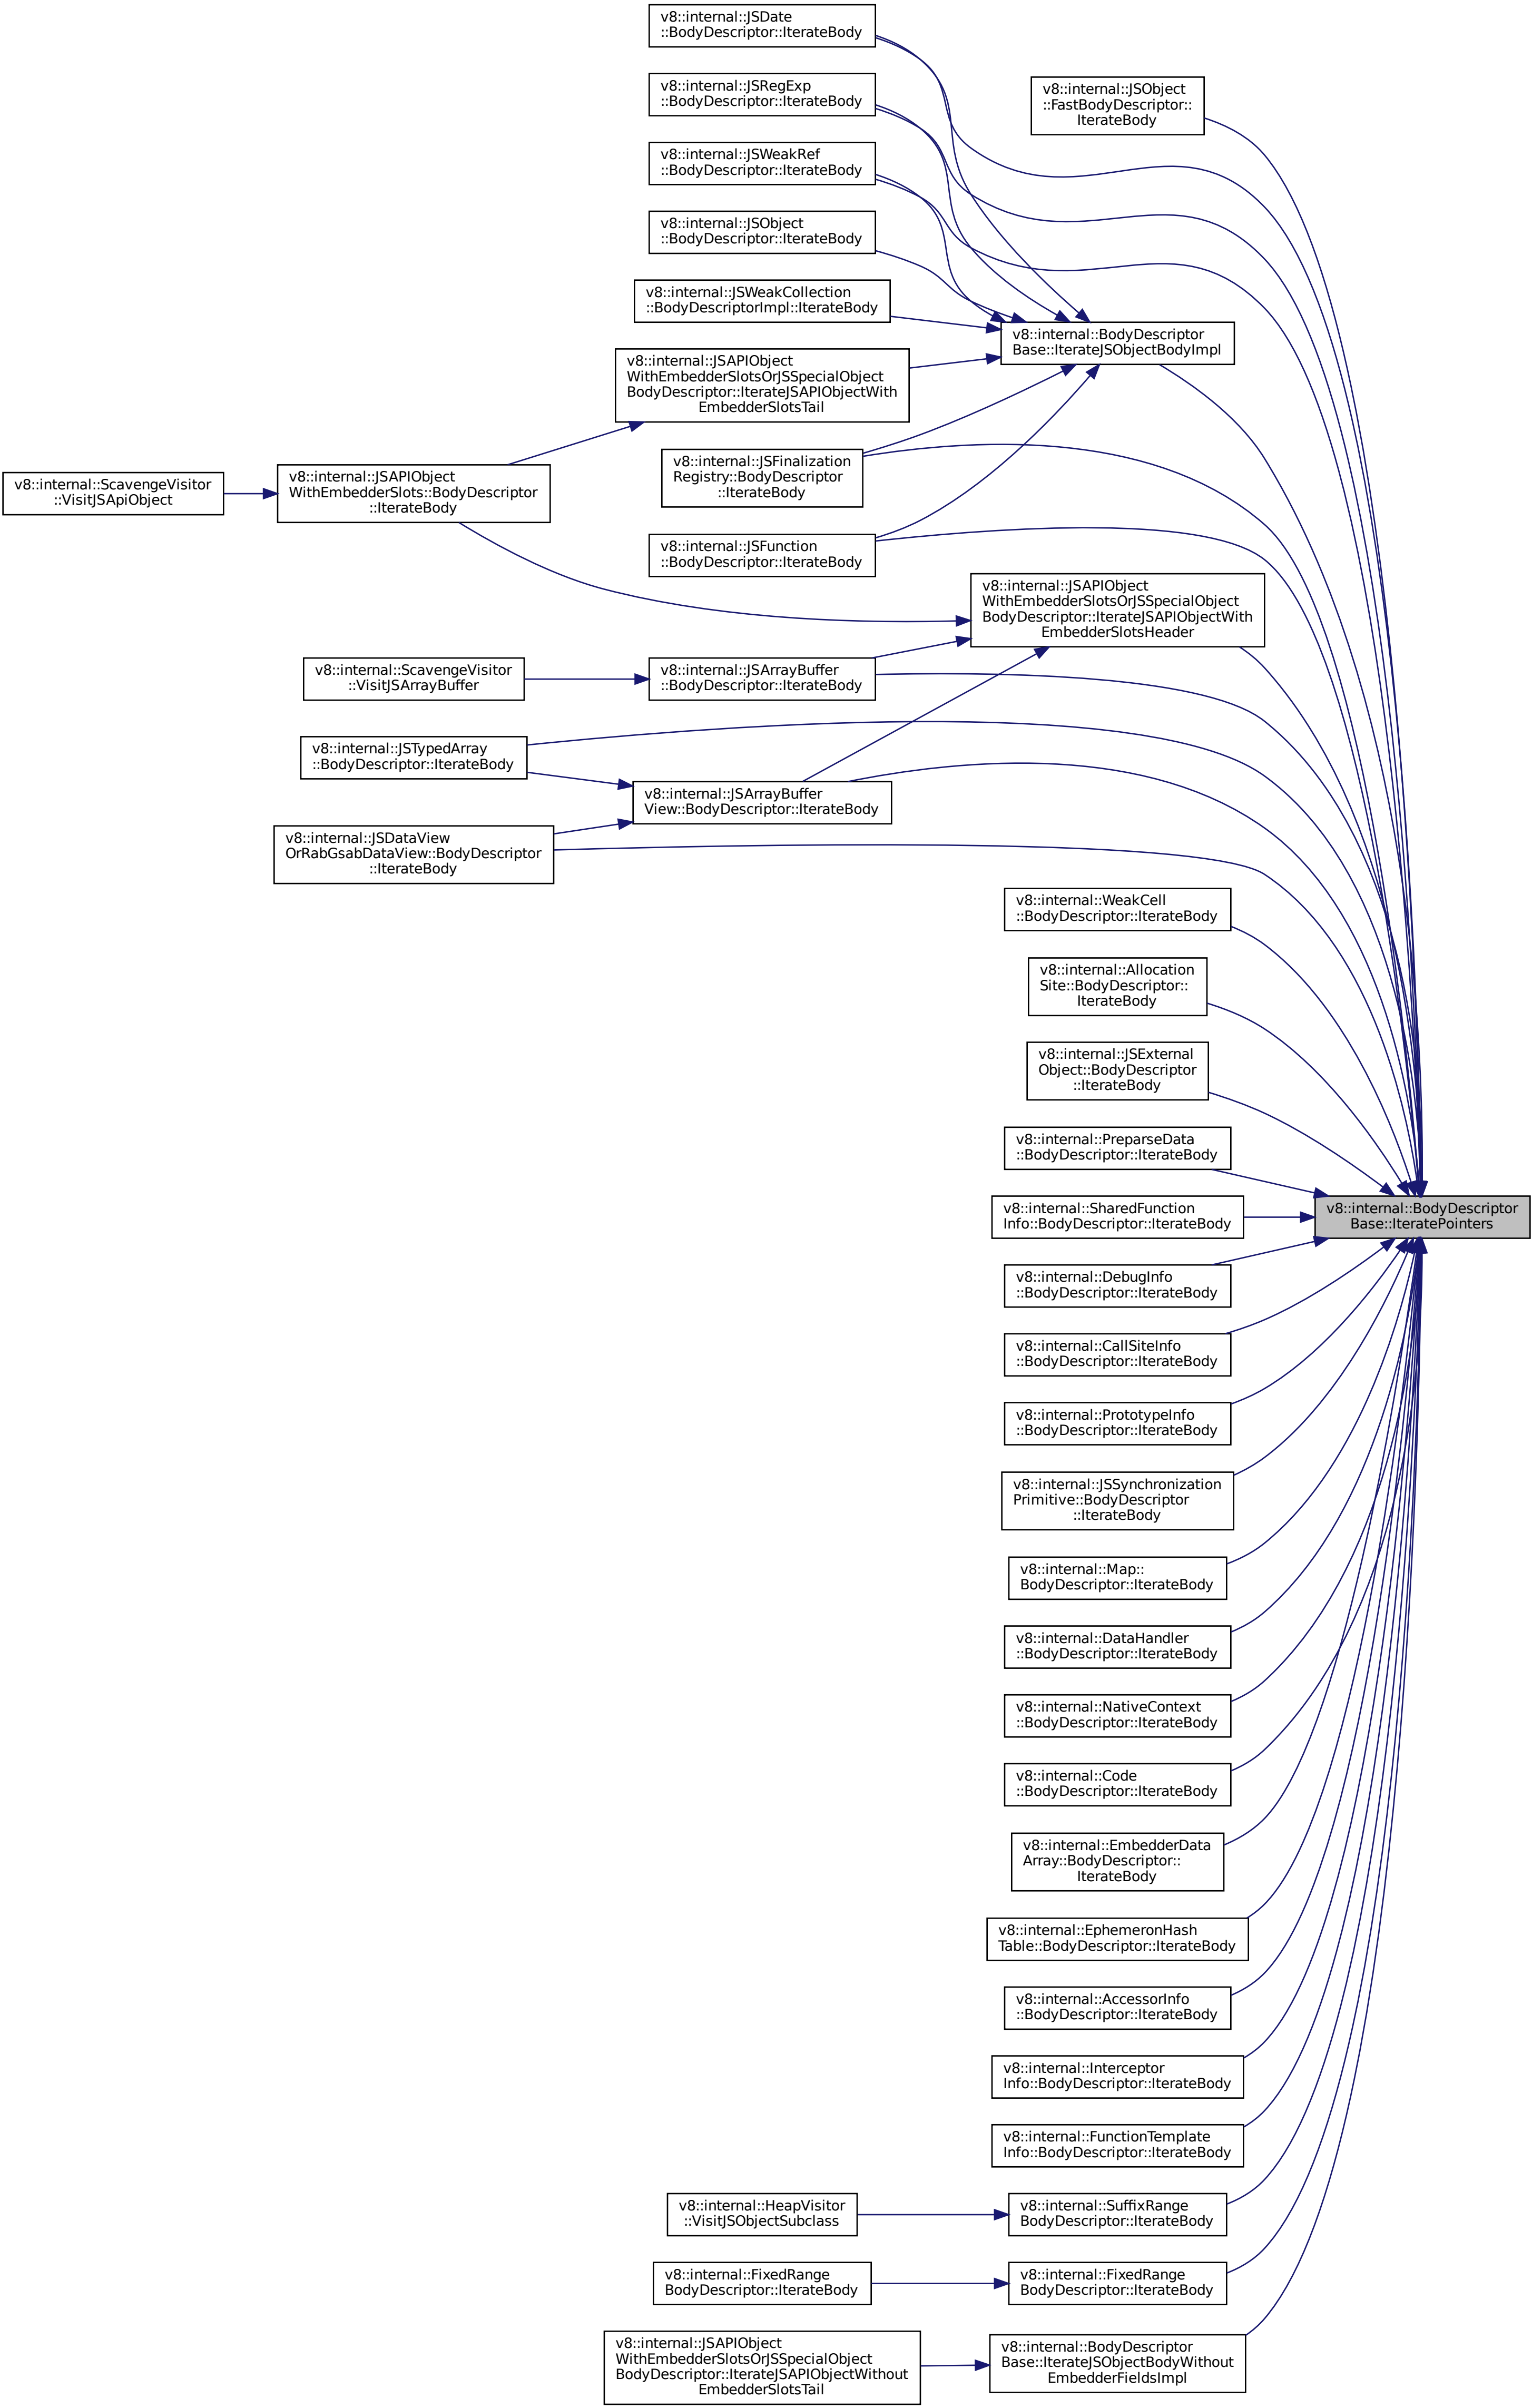 v8::internal::JSDate
::BodyDescriptor::IterateBody
v8::internal::JSRegExp
::BodyDescriptor::IterateBody
v8::internal::JSObject
::FastBodyDescriptor::
IterateBody
v8::internal::JSWeakRef
::BodyDescriptor::IterateBody
v8::internal::JSObject
::BodyDescriptor::IterateBody
v8::internal::JSWeakCollection
::BodyDescriptorImpl::IterateBody
v8::internal::BodyDescriptor
Base::IterateJSObjectBodyImpl
v8::internal::JSAPIObject
WithEmbedderSlotsOrJSSpecialObject
BodyDescriptor::IterateJSAPIObjectWith
EmbedderSlotsTail
v8::internal::JSFinalization
Registry::BodyDescriptor
::IterateBody
v8::internal::JSAPIObject
WithEmbedderSlots::BodyDescriptor
::IterateBody
v8::internal::ScavengeVisitor
::VisitJSApiObject
v8::internal::JSFunction
::BodyDescriptor::IterateBody
v8::internal::JSAPIObject
WithEmbedderSlotsOrJSSpecialObject
BodyDescriptor::IterateJSAPIObjectWith
EmbedderSlotsHeader
v8::internal::ScavengeVisitor
::VisitJSArrayBuffer
v8::internal::JSArrayBuffer
::BodyDescriptor::IterateBody
v8::internal::JSTypedArray
::BodyDescriptor::IterateBody
v8::internal::JSArrayBuffer
View::BodyDescriptor::IterateBody
v8::internal::JSDataView
OrRabGsabDataView::BodyDescriptor
::IterateBody
v8::internal::WeakCell
::BodyDescriptor::IterateBody
v8::internal::Allocation
Site::BodyDescriptor::
IterateBody
v8::internal::JSExternal
Object::BodyDescriptor
::IterateBody
v8::internal::PreparseData
::BodyDescriptor::IterateBody
v8::internal::SharedFunction
Info::BodyDescriptor::IterateBody
v8::internal::BodyDescriptor
Base::IteratePointers
v8::internal::DebugInfo
::BodyDescriptor::IterateBody
v8::internal::CallSiteInfo
::BodyDescriptor::IterateBody
v8::internal::PrototypeInfo
::BodyDescriptor::IterateBody
v8::internal::JSSynchronization
Primitive::BodyDescriptor
::IterateBody
v8::internal::Map::
BodyDescriptor::IterateBody
v8::internal::DataHandler
::BodyDescriptor::IterateBody
v8::internal::NativeContext
::BodyDescriptor::IterateBody
v8::internal::Code
::BodyDescriptor::IterateBody
v8::internal::EmbedderData
Array::BodyDescriptor::
IterateBody
v8::internal::EphemeronHash
Table::BodyDescriptor::IterateBody
v8::internal::AccessorInfo
::BodyDescriptor::IterateBody
v8::internal::Interceptor
Info::BodyDescriptor::IterateBody
v8::internal::FunctionTemplate
Info::BodyDescriptor::IterateBody
v8::internal::HeapVisitor
::VisitJSObjectSubclass
v8::internal::SuffixRange
BodyDescriptor::IterateBody
v8::internal::FixedRange
BodyDescriptor::IterateBody
v8::internal::FixedRange
BodyDescriptor::IterateBody
v8::internal::JSAPIObject
WithEmbedderSlotsOrJSSpecialObject
BodyDescriptor::IterateJSAPIObjectWithout
EmbedderSlotsTail
v8::internal::BodyDescriptor
Base::IterateJSObjectBodyWithout
EmbedderFieldsImpl